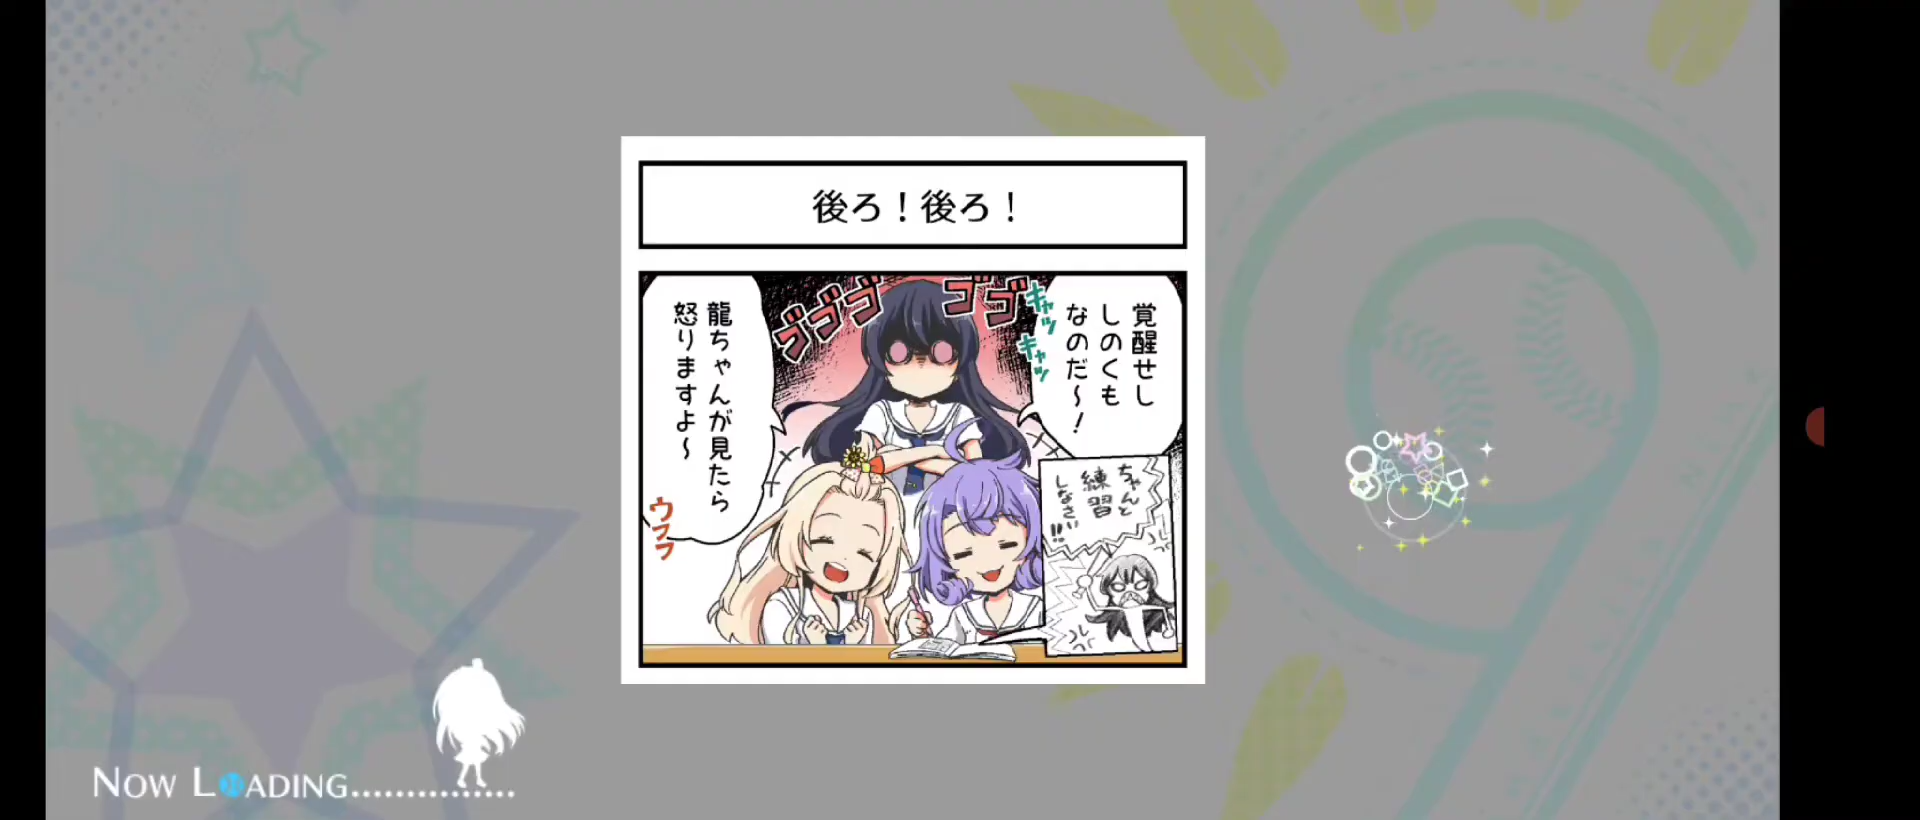 後ろ！後ろ！
覚醒せし
しのくも
なのだ～！
キャッ
キャッ
ゴゴ
ゴゴゴ
龍ちゃんが見たら
怒りますよ～
ウフフ
ちゃんと
練習
しなさい!!
NOW LOADING...............